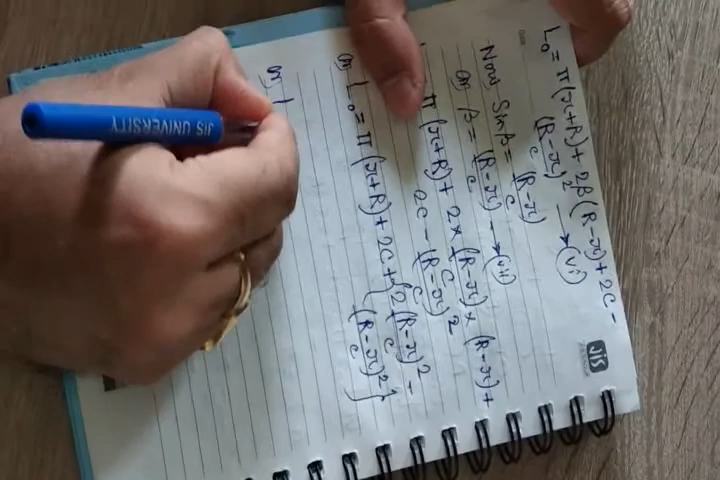 L₀ = π(r+R) + 2β(R-r) + 2C -
(R-r)²/C → (vi)
Now Sinβ = (R-r)/C
or, β = (R-r)/C → (vii)
π(r+R) + 2 × (R-r)/C × (R-r) +
2C - (R-r)²/C
or, L₀ = π(r+R) + 2C + {2(R-r)²/C -
(R-r)²/C}
or, L
JIS
JIS UNIVERSITY